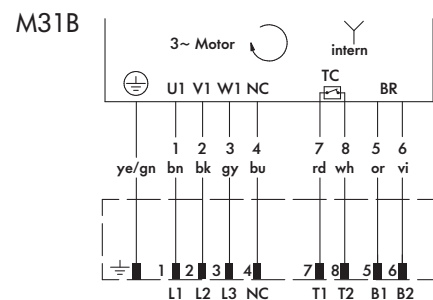 M31B
3~ Motor
intern
TC
U1 V1 W1 NC BR
1 2 3 4 7 8 5 6
ye/gn bn bk gy bu rd wh or vi
1 2 3 4 7 8 5 6
L1 L2 L3 NC T1 T2 B1 B2